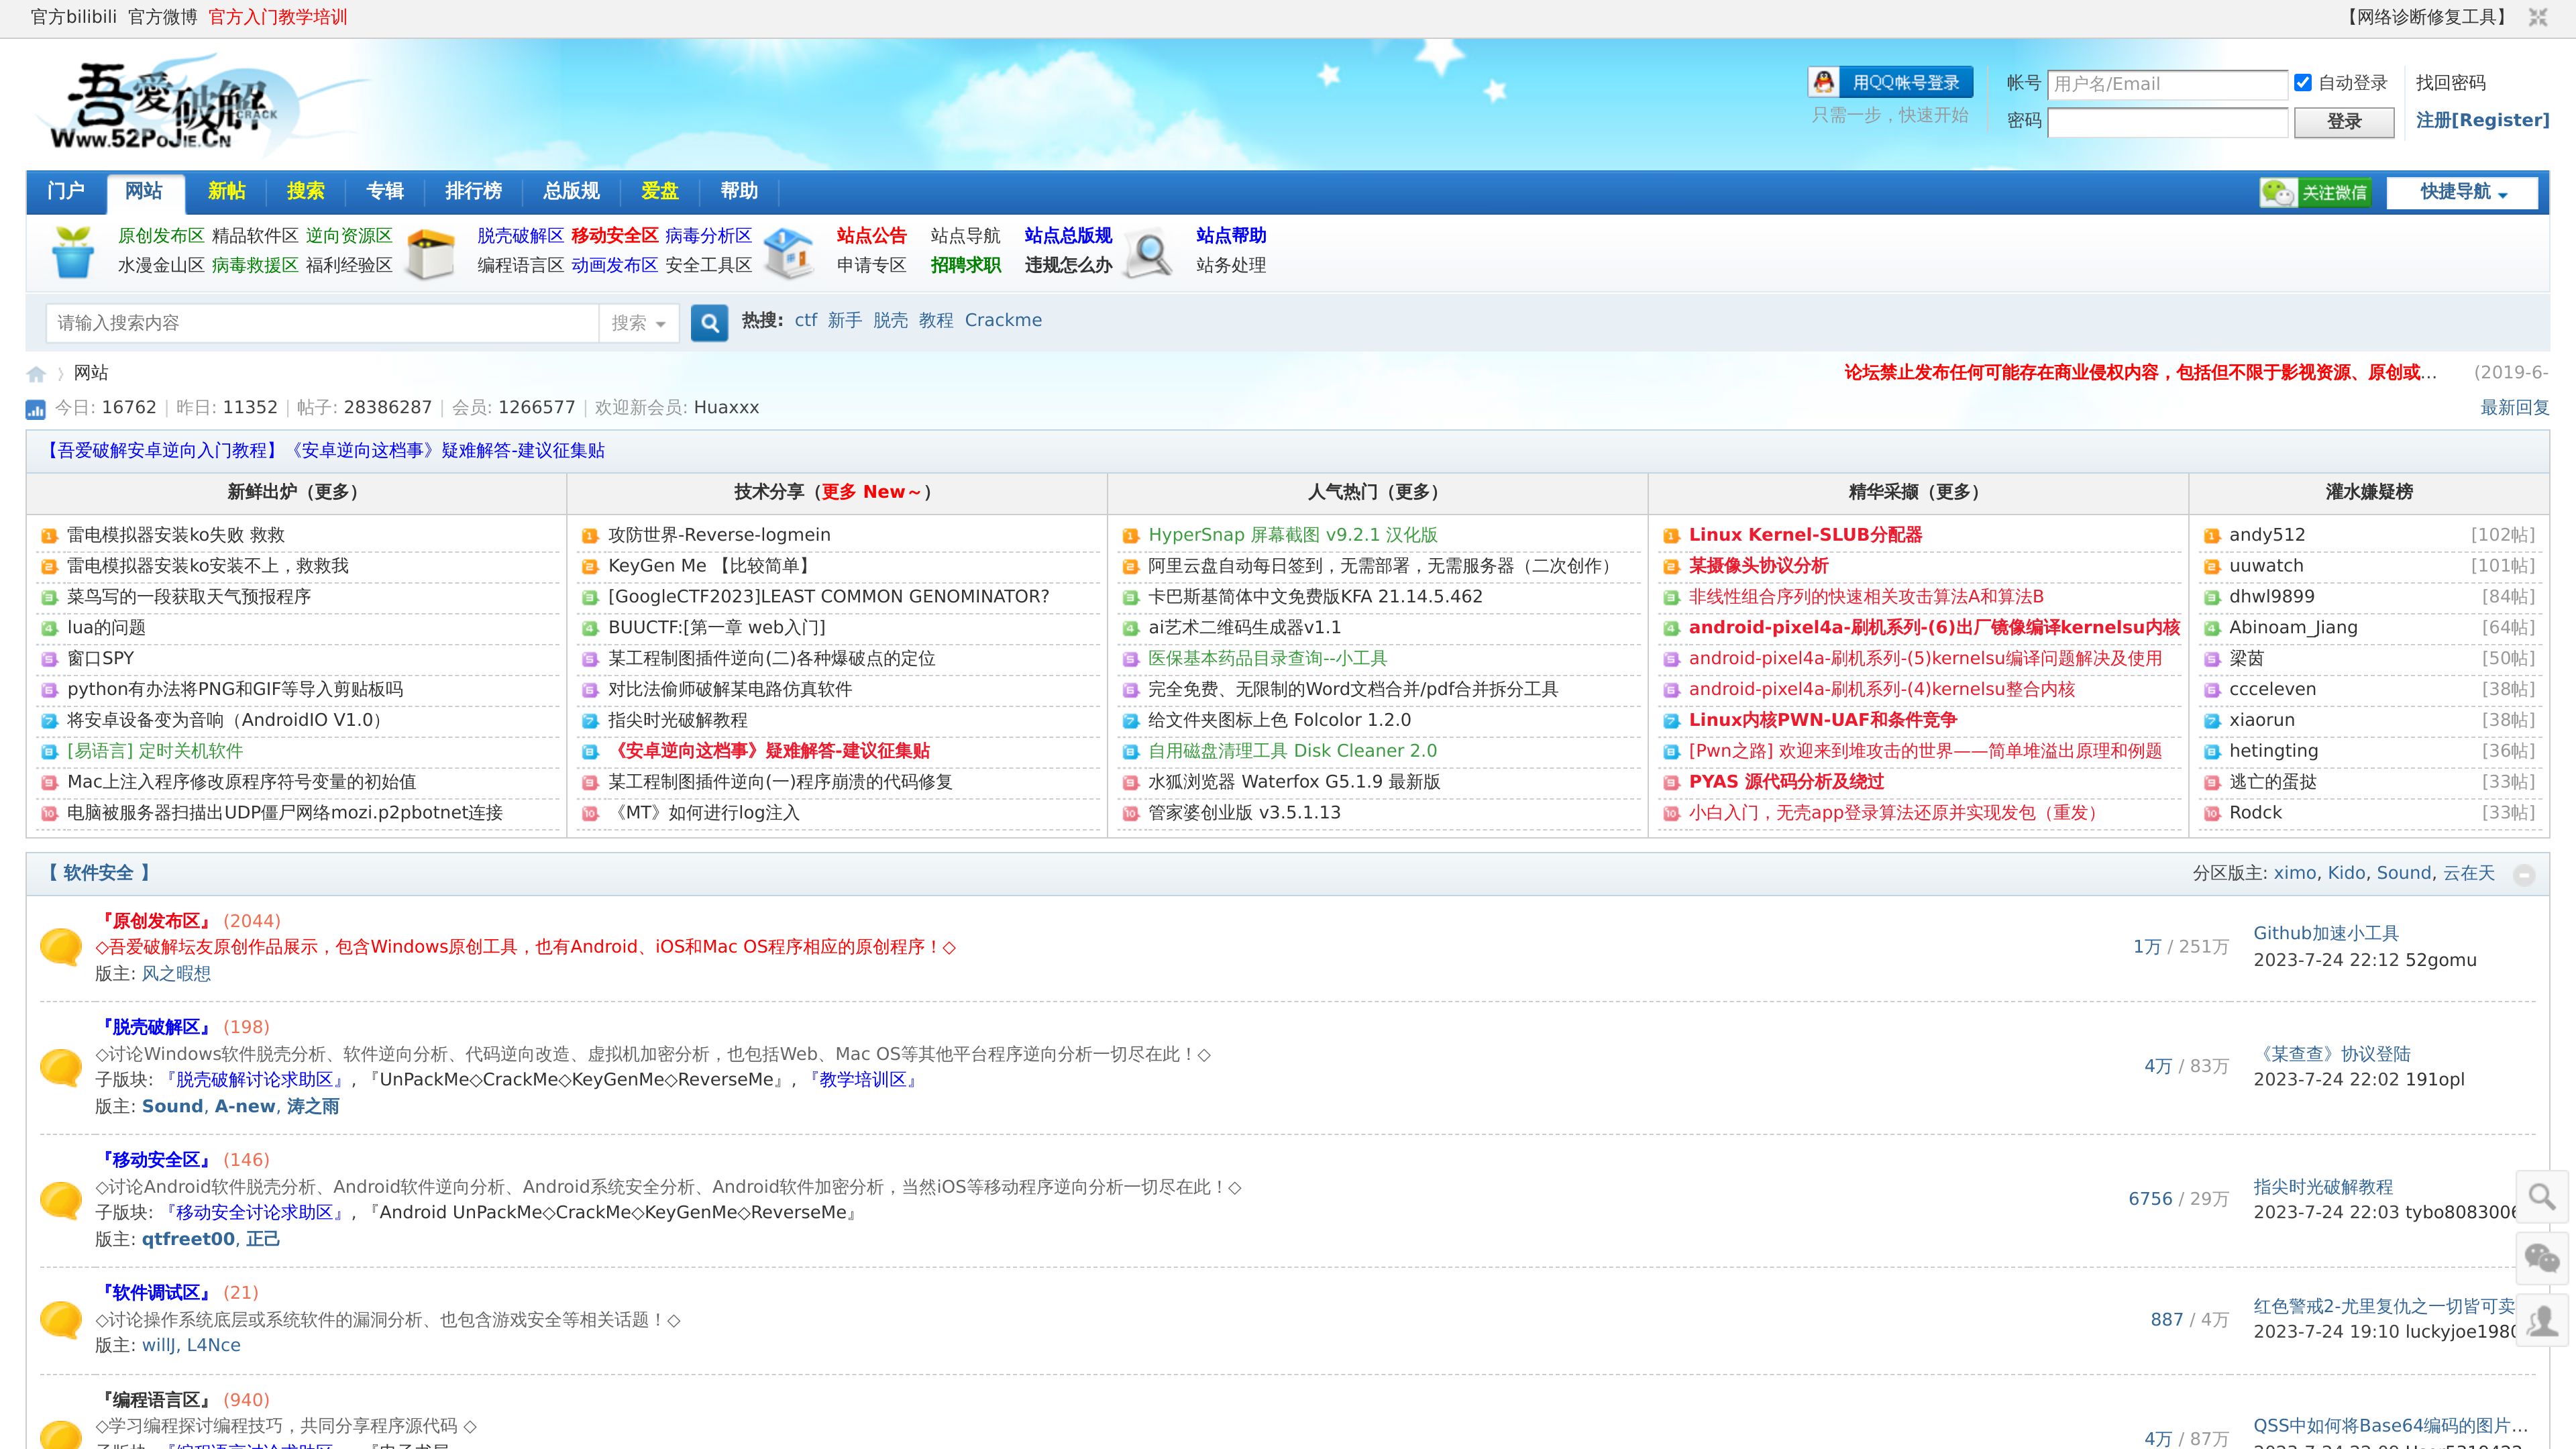 官方bilibili 官方微博 官方入门教学培训
【网络诊断修复工具】
吾愛破解
CRACK
Www.52PoJie.Cn
用QQ帐号登录
只需一步，快速开始
帐号 用户名/Email 自动登录 找回密码
密码 登录 注册[Register]
门户 网站 新帖 搜索 专辑 排行榜 总版规 爱盘 帮助
关注微信 快捷导航
原创发布区 精品软件区 逆向资源区 脱壳破解区 移动安全区 病毒分析区 站点公告 站点导航 站点总版规 站点帮助
水漫金山区 病毒救援区 福利经验区 编程语言区 动画发布区 安全工具区 申请专区 招聘求职 违规怎么办 站务处理
请输入搜索内容 搜索 热搜: ctf 新手 脱壳 教程 Crackme
网站
论坛禁止发布任何可能存在商业侵权内容，包括但不限于影视资源、原创或... (2019-6-
今日: 16762 | 昨日: 11352 | 帖子: 28386287 | 会员: 1266577 | 欢迎新会员: Huaxxx
最新回复
【吾爱破解安卓逆向入门教程】《安卓逆向这档事》疑难解答-建议征集贴
新鲜出炉（更多） 技术分享（更多 New～） 人气热门（更多） 精华采撷（更多） 灌水嫌疑榜
1 雷电模拟器安装ko失败 救救
2 雷电模拟器安装ko安装不上，救救我
3 菜鸟写的一段获取天气预报程序
4 lua的问题
5 窗口SPY
6 python有办法将PNG和GIF等导入剪贴板吗
7 将安卓设备变为音响（AndroidIO V1.0）
8 [易语言] 定时关机软件
9 Mac上注入程序修改原程序符号变量的初始值
10 电脑被服务器扫描出UDP僵尸网络mozi.p2pbotnet连接
1 攻防世界-Reverse-logmein
2 KeyGen Me 【比较简单】
3 [GoogleCTF2023]LEAST COMMON GENOMINATOR?
4 BUUCTF:[第一章 web入门]
5 某工程制图插件逆向(二)各种爆破点的定位
6 对比法偷师破解某电路仿真软件
7 指尖时光破解教程
8 《安卓逆向这档事》疑难解答-建议征集贴
9 某工程制图插件逆向(一)程序崩溃的代码修复
10 《MT》如何进行log注入
1 HyperSnap 屏幕截图 v9.2.1 汉化版
2 阿里云盘自动每日签到，无需部署，无需服务器（二次创作）
3 卡巴斯基简体中文免费版KFA 21.14.5.462
4 ai艺术二维码生成器v1.1
5 医保基本药品目录查询--小工具
6 完全免费、无限制的Word文档合并/pdf合并拆分工具
7 给文件夹图标上色 Folcolor 1.2.0
8 自用磁盘清理工具 Disk Cleaner 2.0
9 水狐浏览器 Waterfox G5.1.9 最新版
10 管家婆创业版 v3.5.1.13
1 Linux Kernel-SLUB分配器
2 某摄像头协议分析
3 非线性组合序列的快速相关攻击算法A和算法B
4 android-pixel4a-刷机系列-(6)出厂镜像编译kernelsu内核
5 android-pixel4a-刷机系列-(5)kernelsu编译问题解决及使用
6 android-pixel4a-刷机系列-(4)kernelsu整合内核
7 Linux内核PWN-UAF和条件竞争
8 [Pwn之路] 欢迎来到堆攻击的世界——简单堆溢出原理和例题
9 PYAS 源代码分析及绕过
10 小白入门，无壳app登录算法还原并实现发包（重发）
1 andy512 [102帖]
2 uuwatch [101帖]
3 dhwl9899 [84帖]
4 Abinoam_Jiang [64帖]
5 梁茵 [50帖]
6 ccceleven [38帖]
7 xiaorun [38帖]
8 hetingting [36帖]
9 逃亡的蛋挞 [33帖]
10 Rodck [33帖]
【 软件安全 】 分区版主: ximo, Kido, Sound, 云在天
『原创发布区』 (2044)
◇吾爱破解坛友原创作品展示，包含Windows原创工具，也有Android、iOS和Mac OS程序相应的原创程序！◇
版主: 风之暇想
1万 / 251万
Github加速小工具
2023-7-24 22:12 52gomu
『脱壳破解区』 (198)
◇讨论Windows软件脱壳分析、软件逆向分析、代码逆向改造、虚拟机加密分析，也包括Web、Mac OS等其他平台程序逆向分析一切尽在此！◇
子版块: 『脱壳破解讨论求助区』, 『UnPackMe◇CrackMe◇KeyGenMe◇ReverseMe』, 『教学培训区』
版主: Sound, A-new, 涛之雨
4万 / 83万
《某查查》协议登陆
2023-7-24 22:02 191opl
『移动安全区』 (146)
◇讨论Android软件脱壳分析、Android软件逆向分析、Android系统安全分析、Android软件加密分析，当然iOS等移动程序逆向分析一切尽在此！◇
子版块: 『移动安全讨论求助区』, 『Android UnPackMe◇CrackMe◇KeyGenMe◇ReverseMe』
版主: qtfreet00, 正己
6756 / 29万
指尖时光破解教程
2023-7-24 22:03 tybo8083006
『软件调试区』 (21)
◇讨论操作系统底层或系统软件的漏洞分析、也包含游戏安全等相关话题！◇
版主: willJ, L4Nce
887 / 4万
红色警戒2-尤里复仇之一切皆可卖
2023-7-24 19:10 luckyjoe1980
『编程语言区』 (940)
◇学习编程探讨编程技巧，共同分享程序源代码 ◇
4万 / 87万
QSS中如何将Base64编码的图片...